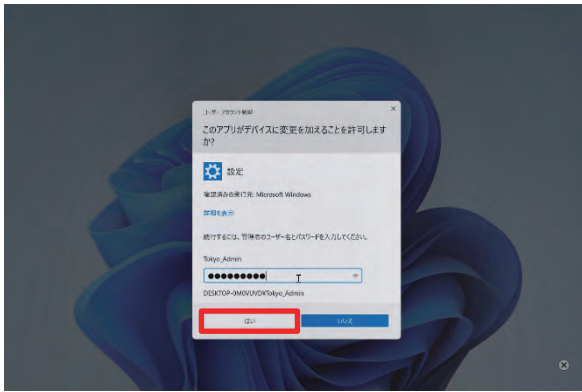 ユーザー アカウント制御
このアプリがデバイスに変更を加えることを許可します
か?
設定
確認済みの発行元: Microsoft Windows
詳細を表示
続行するには、管理者のユーザー名とパスワードを入力してください。
Tokyo_Admin
●●●●●●●●●
DESKTOP-0M0VUVD¥Tokyo_Admin
はい
いいえ